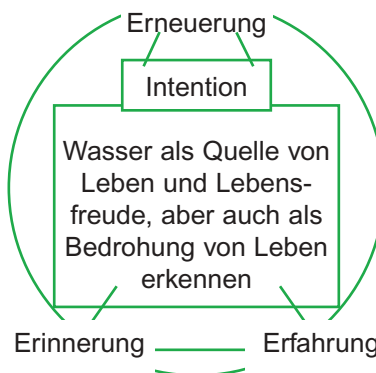 Erneuerung
Intention
Wasser als Quelle von
Leben und Lebens-
freude, aber auch als
Bedrohung von Leben
erkennen
Erinnerung Erfahrung